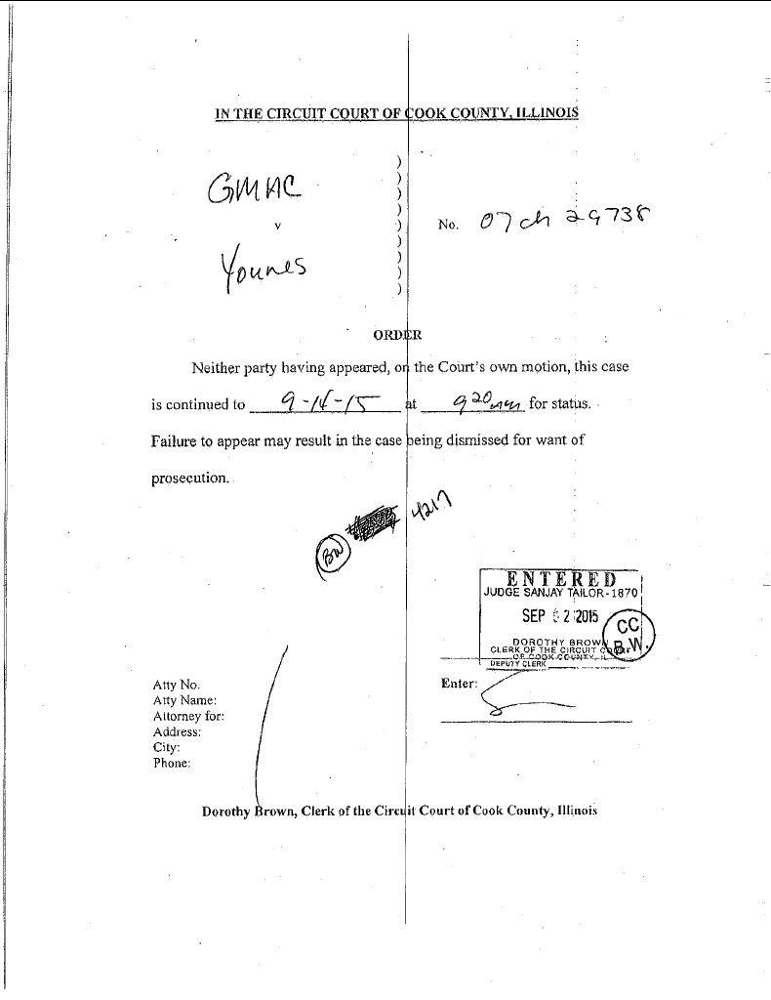 IN THE CIRCUIT COURT OF COOK COUNTY, ILLINOIS
GMAC
v
Younes
)
)
)
)
)
)
)
)
)
No. 07 ch 29738
ORDER
Neither party having appeared, on the Court's own motion, this case
is continued to 9-14-15 at 9 20 am for status.
Failure to appear may result in the case being dismissed for want of
prosecution.
BW 4217
ENTERED
JUDGE SANJAY TAILOR-1870
SEP 02 2015
CC
B.W.
DOROTHY BROWN
CLERK OF THE CIRCUIT COURT
OF COOK COUNTY, IL
DEPUTY CLERK
Enter:
Atty No.
Atty Name:
Attorney for:
Address:
City:
Phone:
Dorothy Brown, Clerk of the Circuit Court of Cook County, Illinois